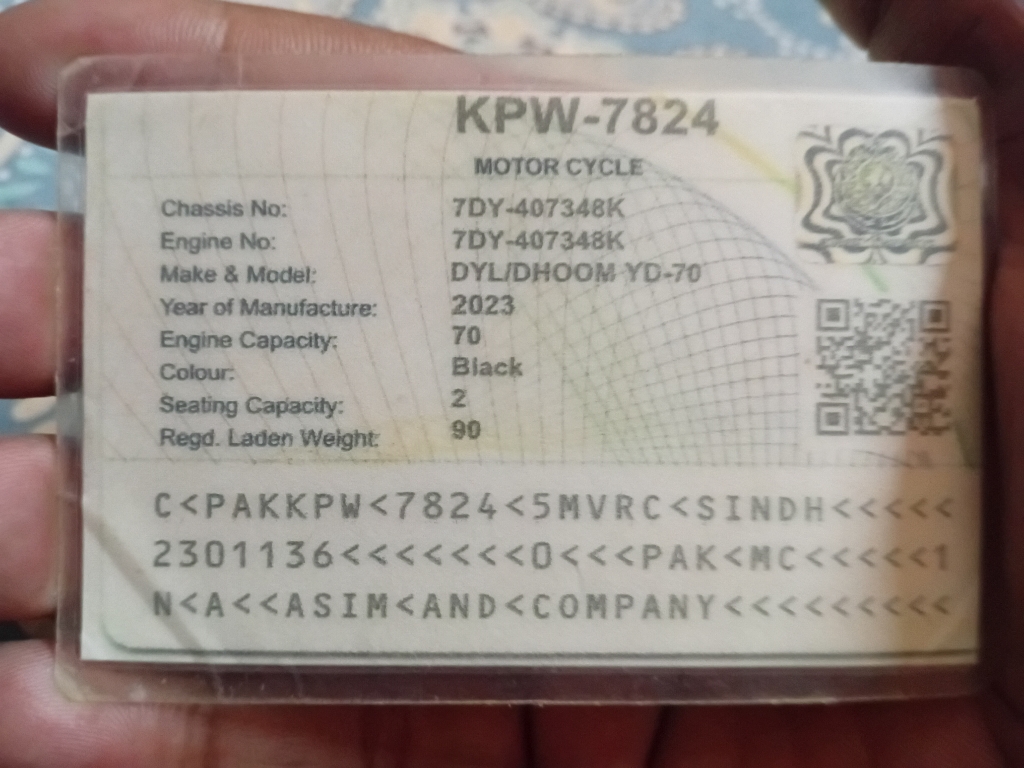 KPW-7824
MOTOR CYCLE
Chassis No: 7DY-407348K
Engine No: 7DY-407348K
Make & Model: DYL/DHOOM YD-70
Year of Manufacture: 2023
Engine Capacity: 70
Colour: Black
Seating Capacity: 2
Regd. Laden Weight: 90
C<PAKKPW<7824<5MVRC<SINDH<<<<<
2301136<<<<<<<0<<<PAK<MC<<<<<1
N<A<<ASIM<AND<COMPANY<<<<<<<<<